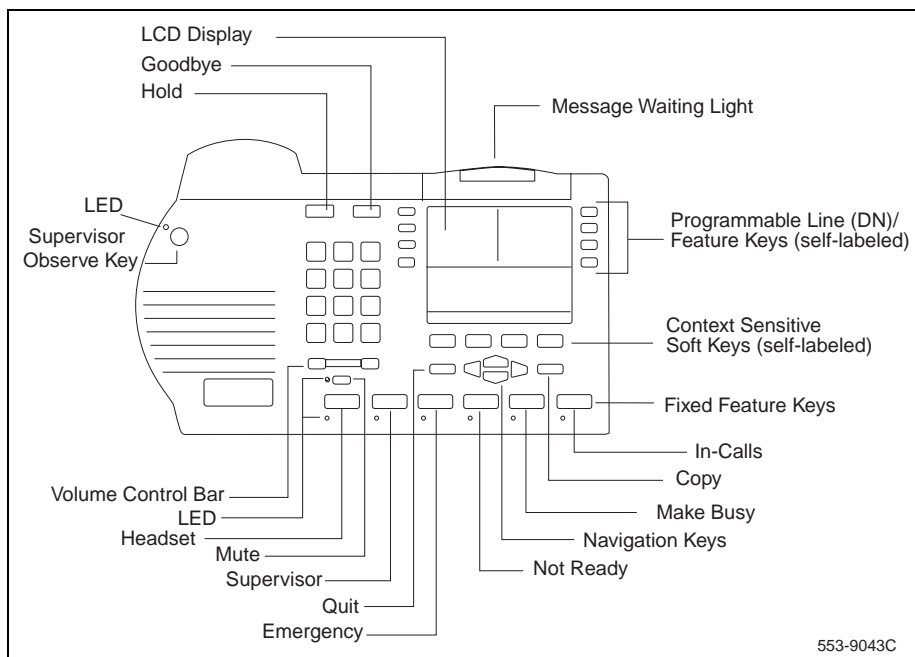 LCD Display
Goodbye
Hold
Message Waiting Light
LED
Supervisor
Observe Key
Programmable Line (DN)/
Feature Keys (self-labeled)
Context Sensitive
Soft Keys (self-labeled)
Fixed Feature Keys
In-Calls
Copy
Volume Control Bar
Make Busy
LED
Headset
Navigation Keys
Mute
Not Ready
Supervisor
Quit
Emergency
553-9043C